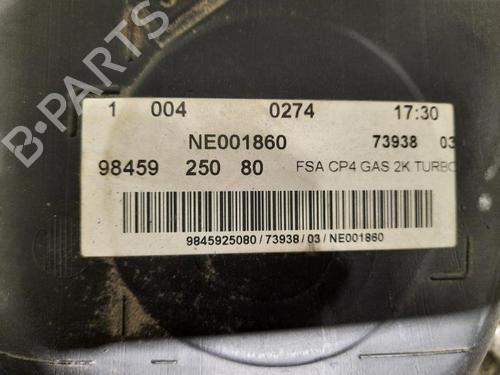 1 004 0274 17:30
NE001860 73938 03
98459 250 80 FSA CP4 GAS 2K TURBO
9845925080 / 73938 / 03 / NE001860
B-PARTS